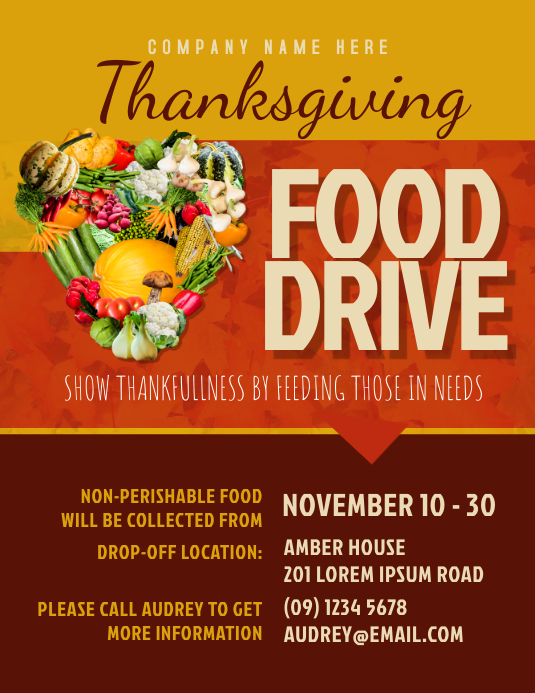 COMPANY NAME HERE
Thanksgiving
FOOD
DRIVE
SHOW THANKFULLNESS BY FEEDING THOSE IN NEEDS
NON-PERISHABLE FOOD
WILL BE COLLECTED FROM
NOVEMBER 10 - 30
DROP-OFF LOCATION:
AMBER HOUSE
201 LOREM IPSUM ROAD
PLEASE CALL AUDREY TO GET
MORE INFORMATION
(09) 1234 5678
AUDREY@EMAIL.COM